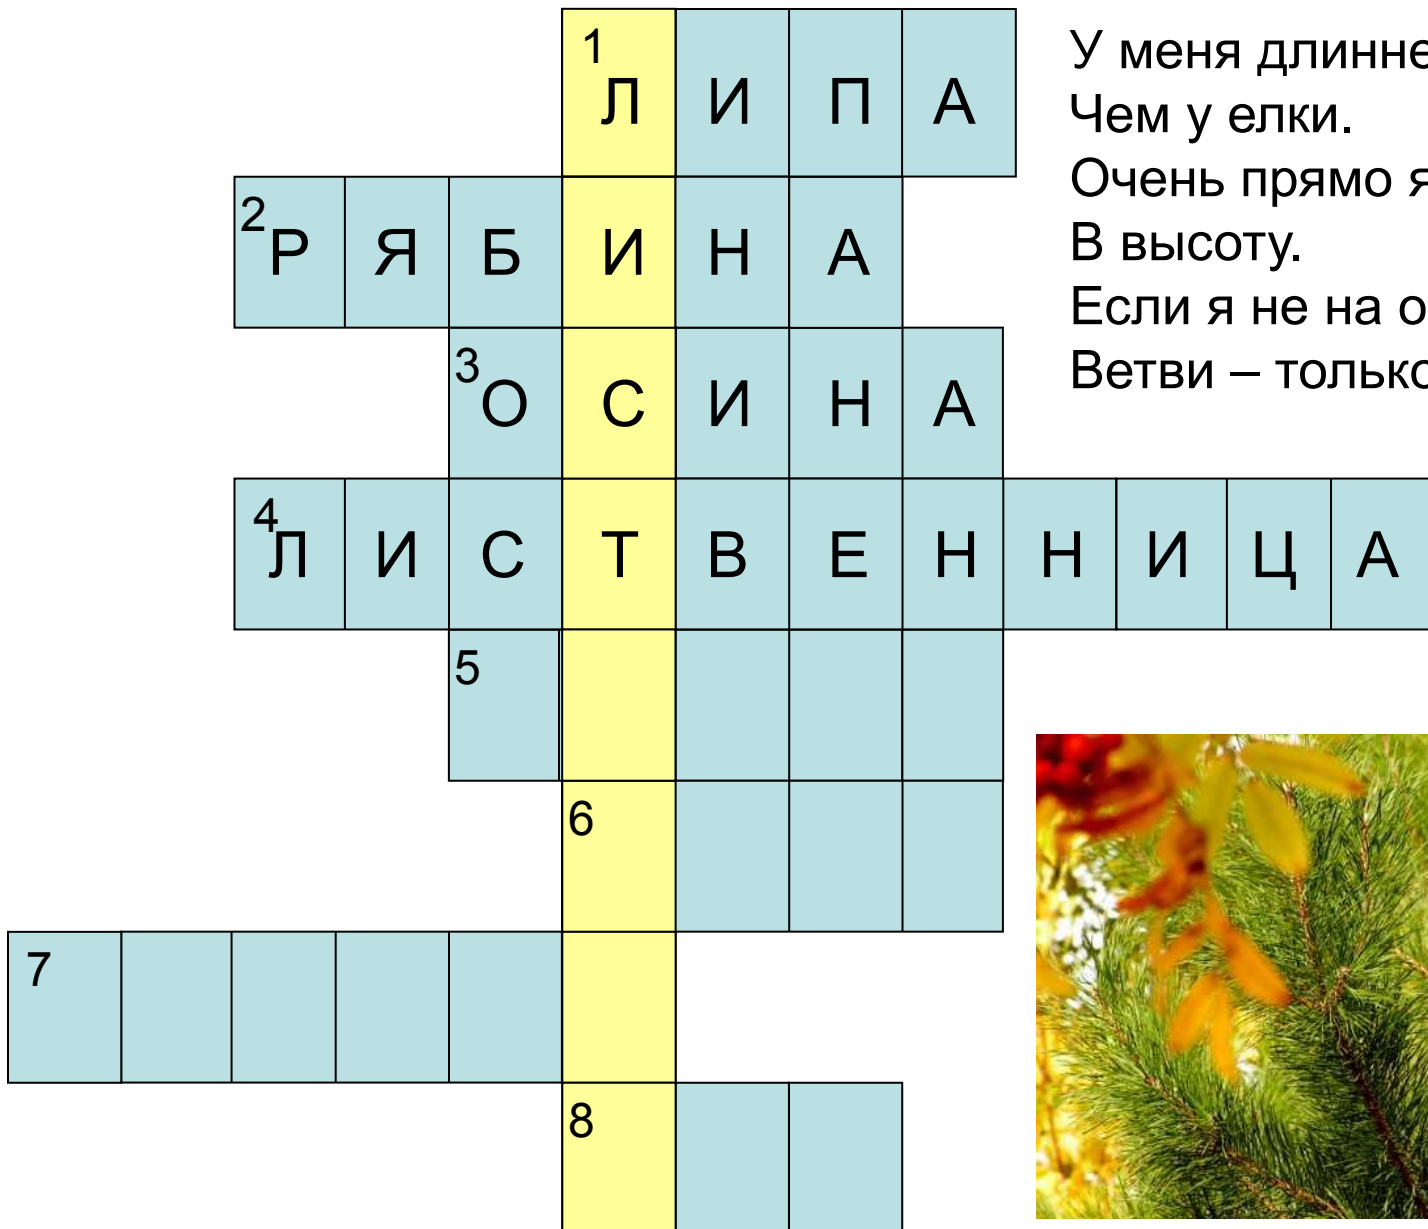 1
Л И П А
2
Р Я Б И Н А
3
О С И Н А
4
Л И С Т В Е Н Н И Ц А
5
6
7
8
У меня длинне
Чем у елки.
Очень прямо я
В высоту.
Если я не на о
Ветви – только